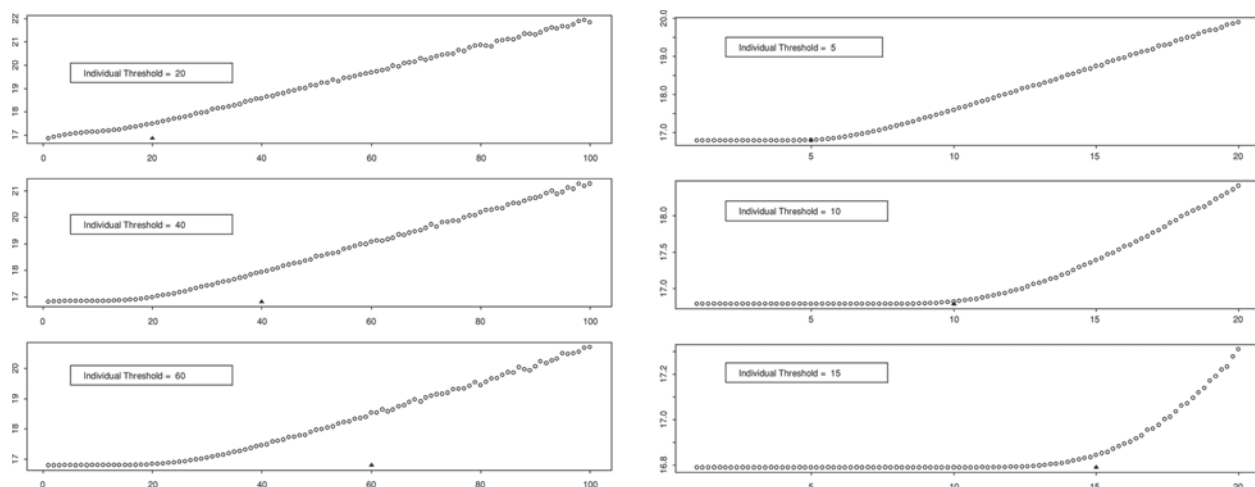 22
21
20
19
18
17
Individual Threshold = 20
0 20 40 60 80 100
21
20
19
18
17
Individual Threshold = 40
0 20 40 60 80 100
20
19
18
17
Individual Threshold = 60
0 20 40 60 80 100
20.0
19.0
18.0
17.0
Individual Threshold = 5
5 10 15 20
18.0
17.5
17.0
Individual Threshold = 10
5 10 15 20
17.2
17.0
16.8
Individual Threshold = 15
5 10 15 20